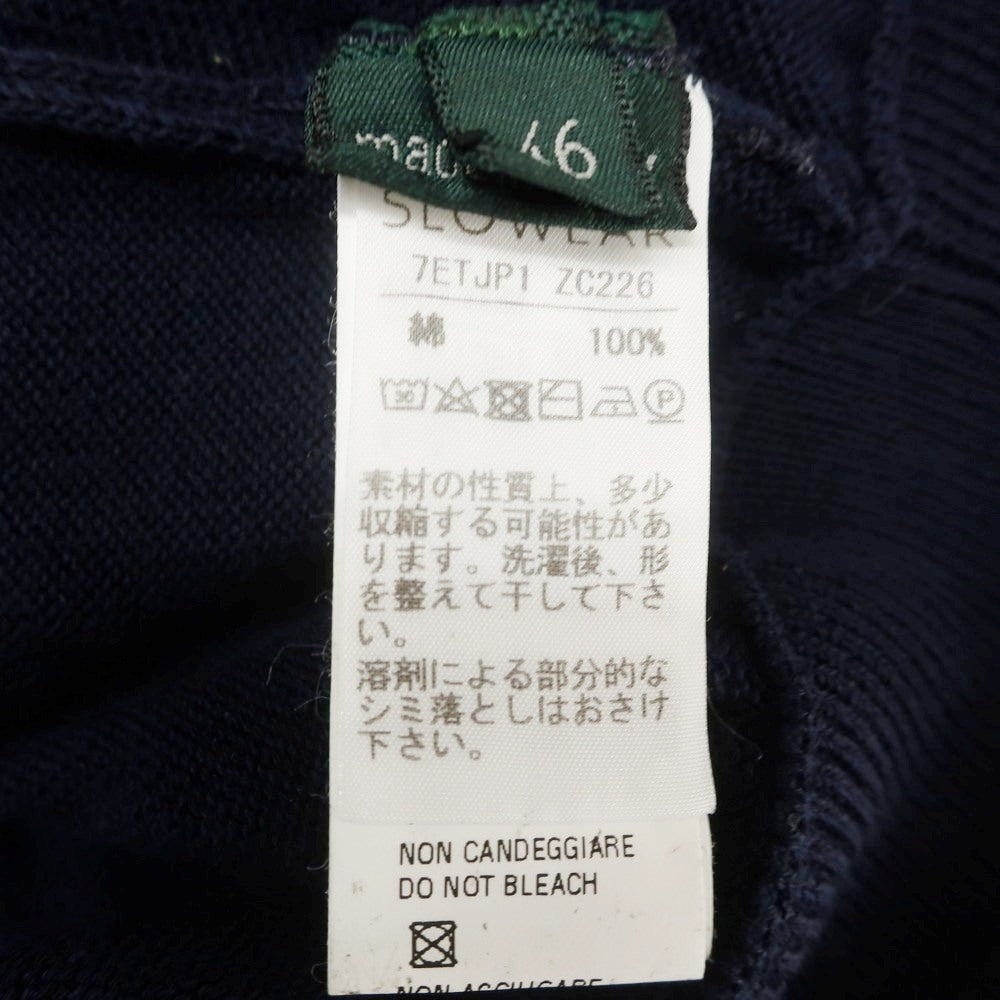 46
SLOWEAR
7ETJP1 ZC226
綿 100%
30
P
素材の性質上、多少
収縮する可能性があ
ります。洗濯後、形
を整えて干して下さ
い。
溶剤による部分的な
シミ落としはおさけ
下さい。
NON CANDEGGIARE
DO NOT BLEACH
NON ASCIUGARE